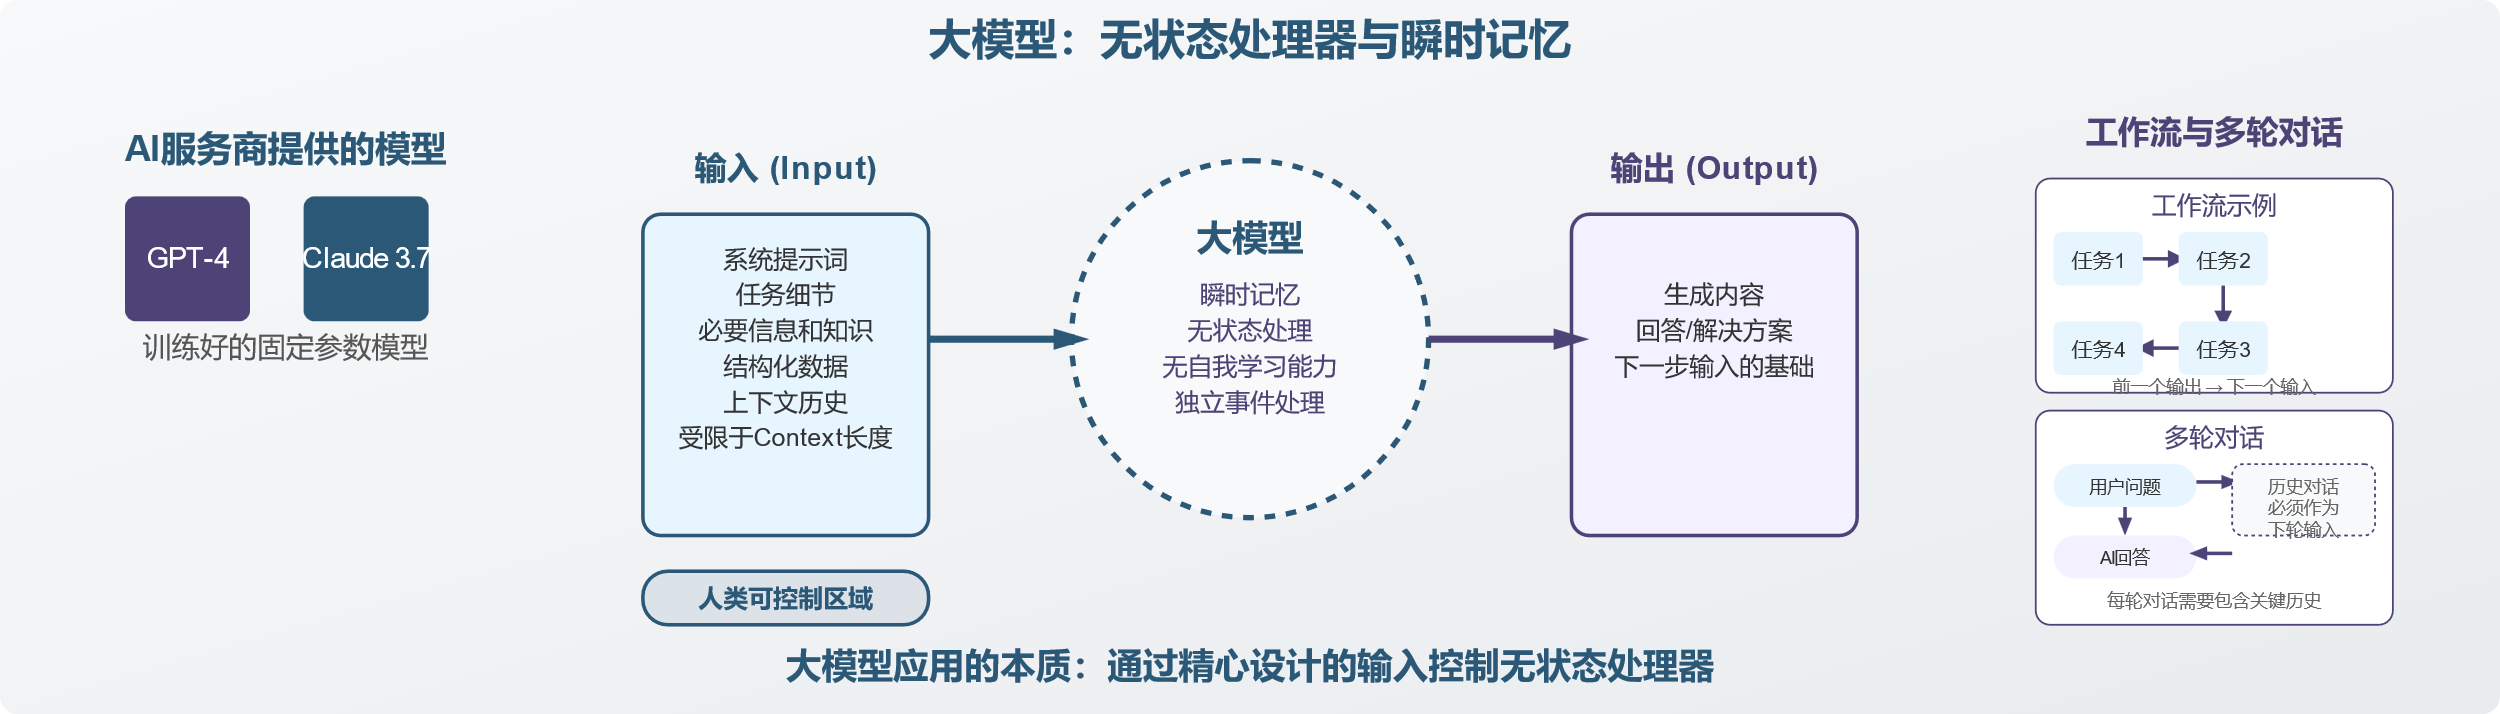 大模型：无状态处理器与瞬时记忆
AI服务商提供的模型
GPT-4
Claude 3.7
训练好的固定参数模型
输入 (Input)
系统提示词
任务细节
必要信息和知识
结构化数据
上下文历史
受限于Context长度
人类可控制区域
大模型
瞬时记忆
无状态处理
无自我学习能力
独立事件处理
输出 (Output)
生成内容
回答/解决方案
下一步输入的基础
工作流与多轮对话
工作流示例
任务1
任务2
任务4
任务3
前一个输出 → 下一个输入
多轮对话
用户问题
历史对话
必须作为
下轮输入
AI回答
每轮对话需要包含关键历史
大模型应用的本质：通过精心设计的输入控制无状态处理器